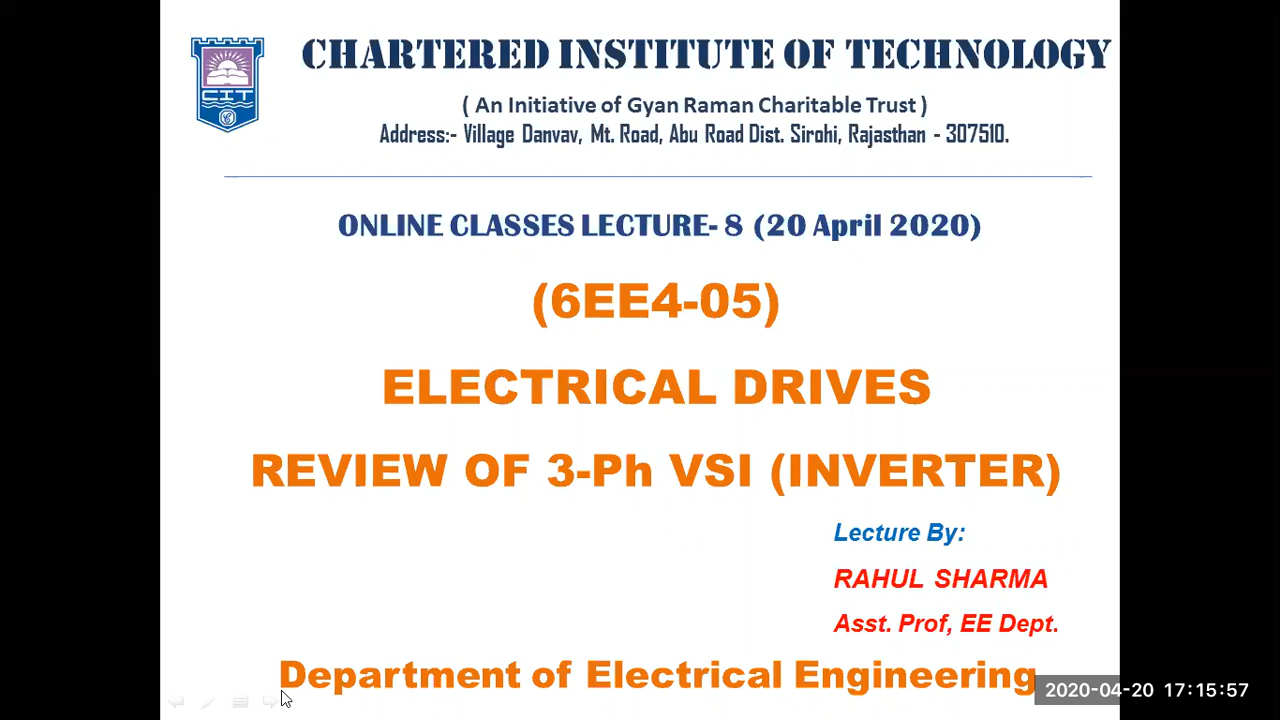 CIT
CHARTERED INSTITUTE OF TECHNOLOGY
( An Initiative of Gyan Raman Charitable Trust )
Address:- Village Danvav, Mt. Road, Abu Road Dist. Sirohi, Rajasthan - 307510.
ONLINE CLASSES LECTURE- 8 (20 April 2020)
(6EE4-05)
ELECTRICAL DRIVES
REVIEW OF 3-Ph VSI (INVERTER)
Lecture By:
RAHUL SHARMA
Asst. Prof, EE Dept.
Department of Electrical Engineering
2020-04-20 17:15:57